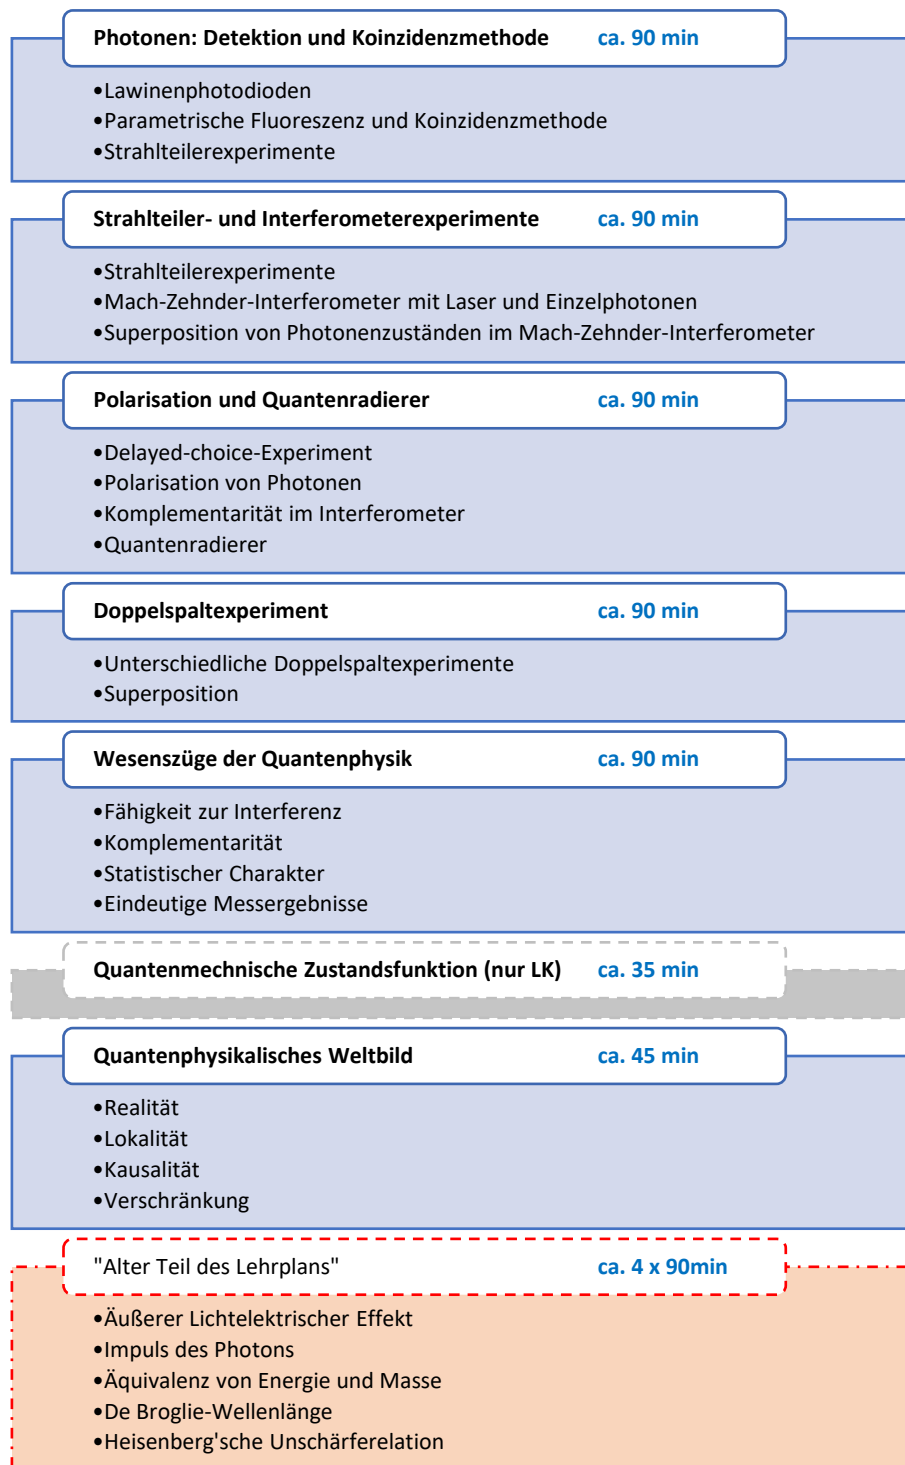 Photonen: Detektion und Koinzidenzmethode ca. 90 min
•Lawinenphotodioden
•Parametrische Fluoreszenz und Koinzidenzmethode
•Strahlteilerexperimente
Strahlteiler- und Interferometerexperimente ca. 90 min
•Strahlteilerexperimente
•Mach-Zehnder-Interferometer mit Laser und Einzelphotonen
•Superposition von Photonenzuständen im Mach-Zehnder-Interferometer
Polarisation und Quantenradierer ca. 90 min
•Delayed-choice-Experiment
•Polarisation von Photonen
•Komplementarität im Interferometer
•Quantenradierer
Doppelspaltexperiment ca. 90 min
•Unterschiedliche Doppelspaltexperimente
•Superposition
Wesenszüge der Quantenphysik ca. 90 min
•Fähigkeit zur Interferenz
•Komplementarität
•Statistischer Charakter
•Eindeutige Messergebnisse
Quantenmechnische Zustandsfunktion (nur LK) ca. 35 min
Quantenphysikalisches Weltbild ca. 45 min
•Realität
•Lokalität
•Kausalität
•Verschränkung
"Alter Teil des Lehrplans" ca. 4 x 90min
•Äußerer Lichtelektrischer Effekt
•Impuls des Photons
•Äquivalenz von Energie und Masse
•De Broglie-Wellenlänge
•Heisenberg'sche Unschärferelation